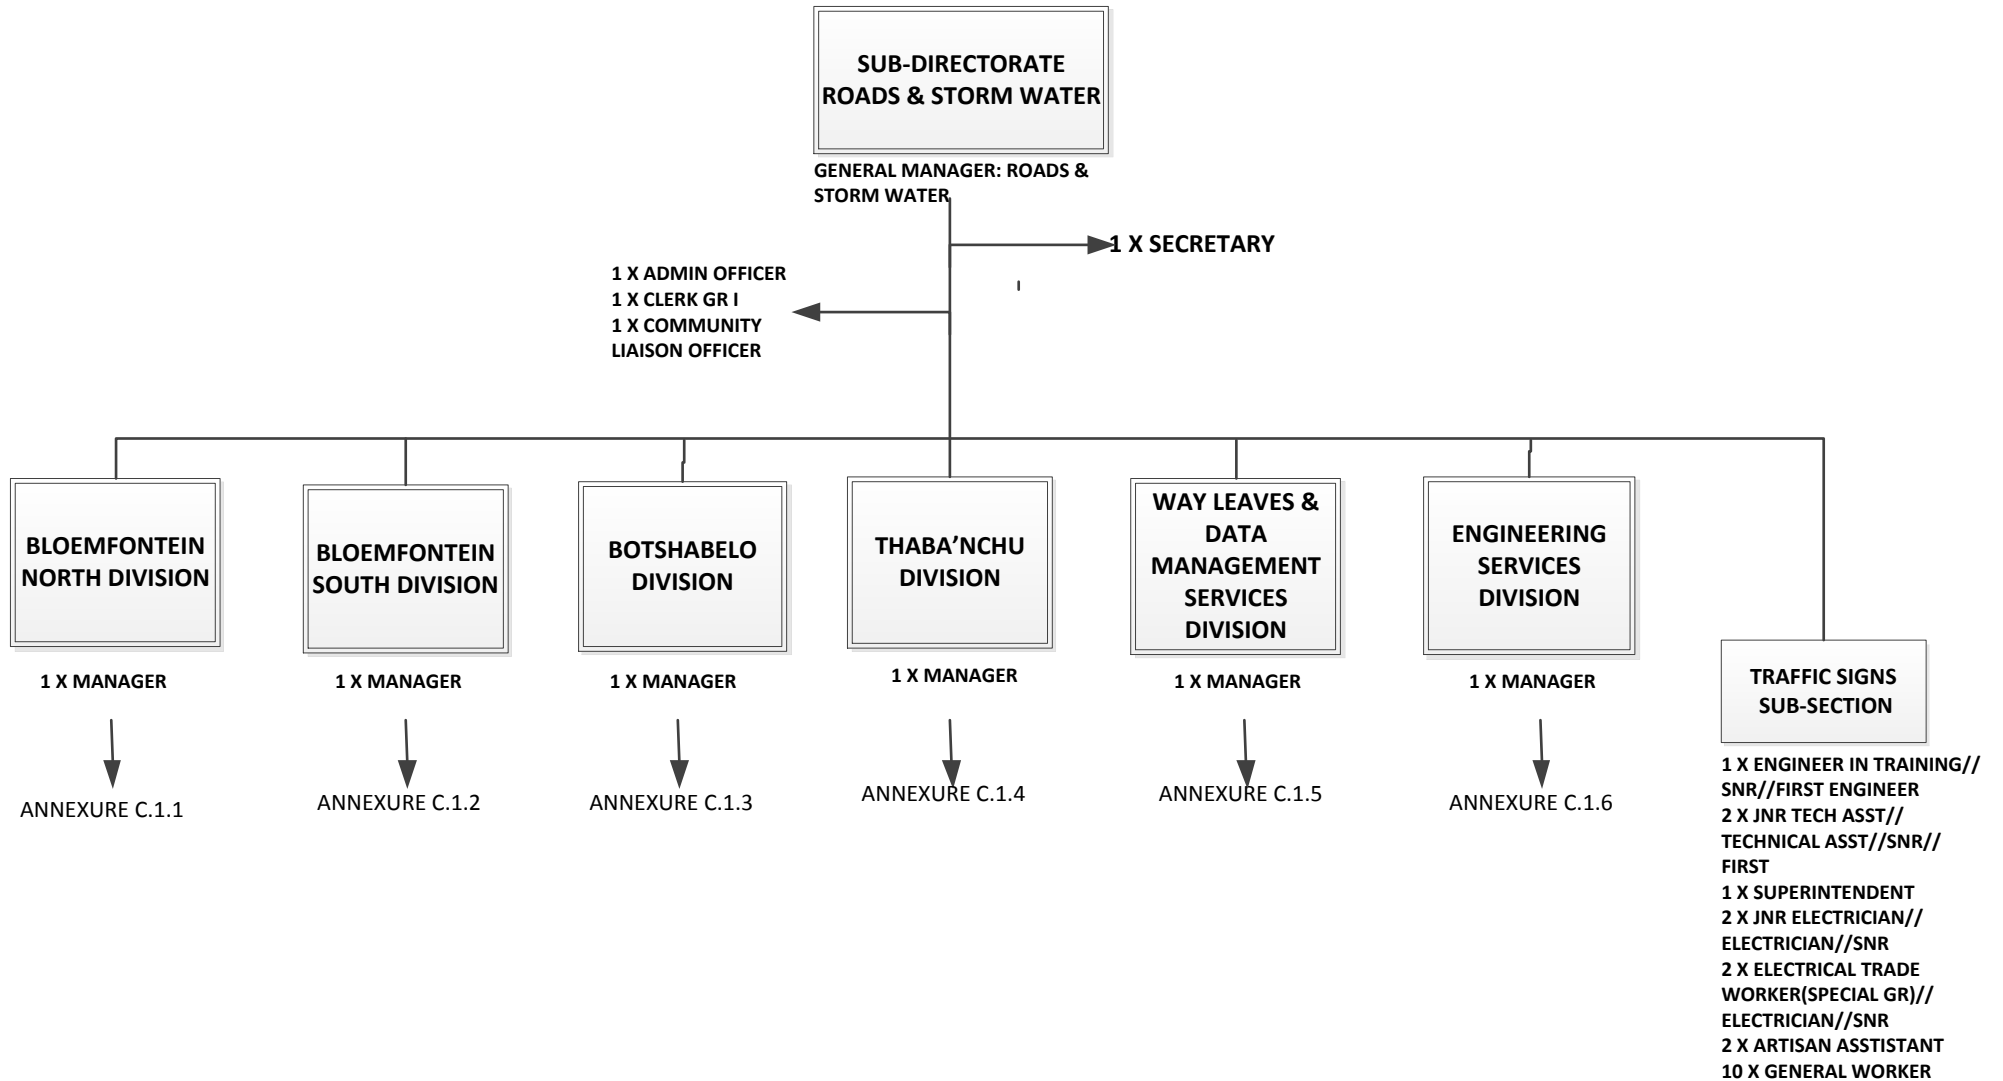 SUB-DIRECTORATE
ROADS & STORM WATER
GENERAL MANAGER: ROADS &
STORM WATER
1 X SECRETARY
1 X ADMIN OFFICER
1 X CLERK GR I
1 X COMMUNITY
LIAISON OFFICER
BLOEMFONTEIN
NORTH DIVISION
1 X MANAGER
ANNEXURE C.1.1
BLOEMFONTEIN
SOUTH DIVISION
1 X MANAGER
ANNEXURE C.1.2
BOTSHABELO
DIVISION
1 X MANAGER
ANNEXURE C.1.3
THABA’NCHU
DIVISION
1 X MANAGER
ANNEXURE C.1.4
WAY LEAVES &
DATA
MANAGEMENT
SERVICES
DIVISION
1 X MANAGER
ANNEXURE C.1.5
ENGINEERING
SERVICES
DIVISION
1 X MANAGER
ANNEXURE C.1.6
TRAFFIC SIGNS
SUB-SECTION
1 X ENGINEER IN TRAINING//
SNR//FIRST ENGINEER
2 X JNR TECH ASST//
TECHNICAL ASST//SNR//
FIRST
1 X SUPERINTENDENT
2 X JNR ELECTRICIAN//
ELECTRICIAN//SNR
2 X ELECTRICAL TRADE
WORKER(SPECIAL GR)//
ELECTRICIAN//SNR
2 X ARTISAN ASSTISTANT
10 X GENERAL WORKER